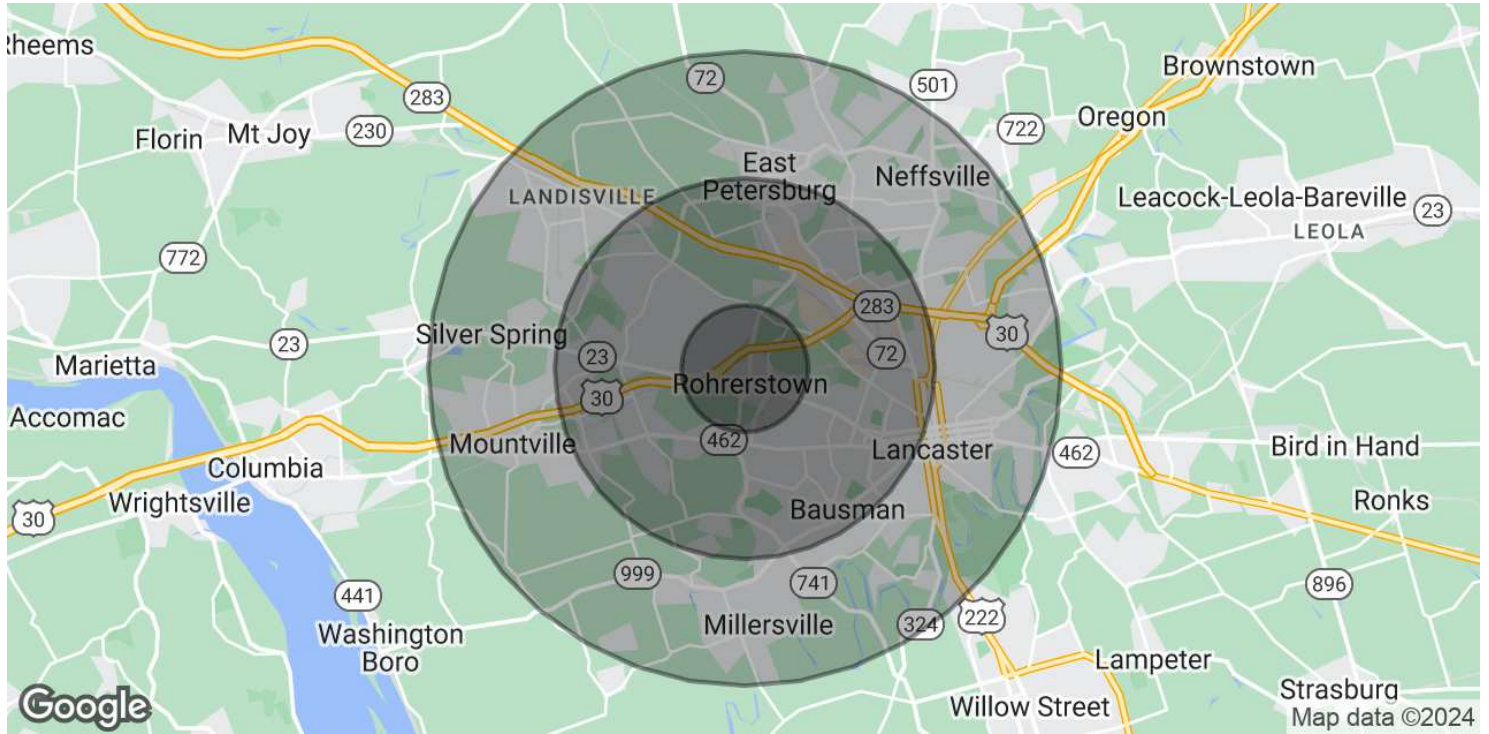 Rheems
72
501
Brownstown
283
Oregon
Florin
Mt Joy
230
722
East
Petersburg
Neffsville
LANDISVILLE
Leacock-Leola-Bareville
23
LEOLA
772
283
Silver Spring
23
30
Marietta
23
72
Rohrerstown
30
Accomac
462
Mountville
Lancaster
462
Bird in Hand
Columbia
Wrightsville
Ronks
30
Bausman
999
741
896
441
Millersville
324
222
Washington
Boro
Lampeter
Strasburg
Willow Street
Google
Map data ©2024